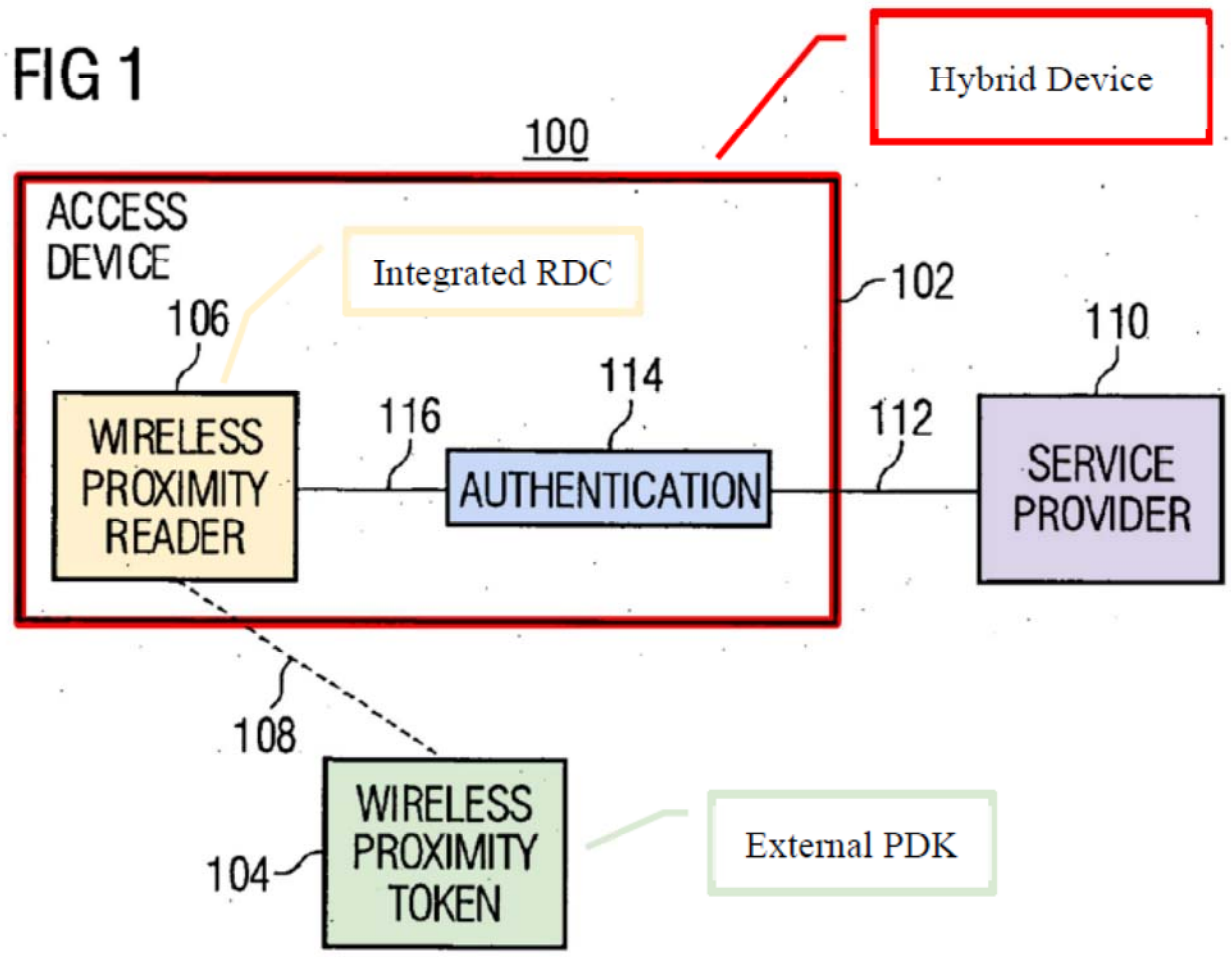 FIG 1
Hybrid Device
100
ACCESS
DEVICE
Integrated RDC
102
106
110
114
116
112
WIRELESS
PROXIMITY
READER
AUTHENTICATION
SERVICE
PROVIDER
108
WIRELESS
PROXIMITY
TOKEN
104
External PDK